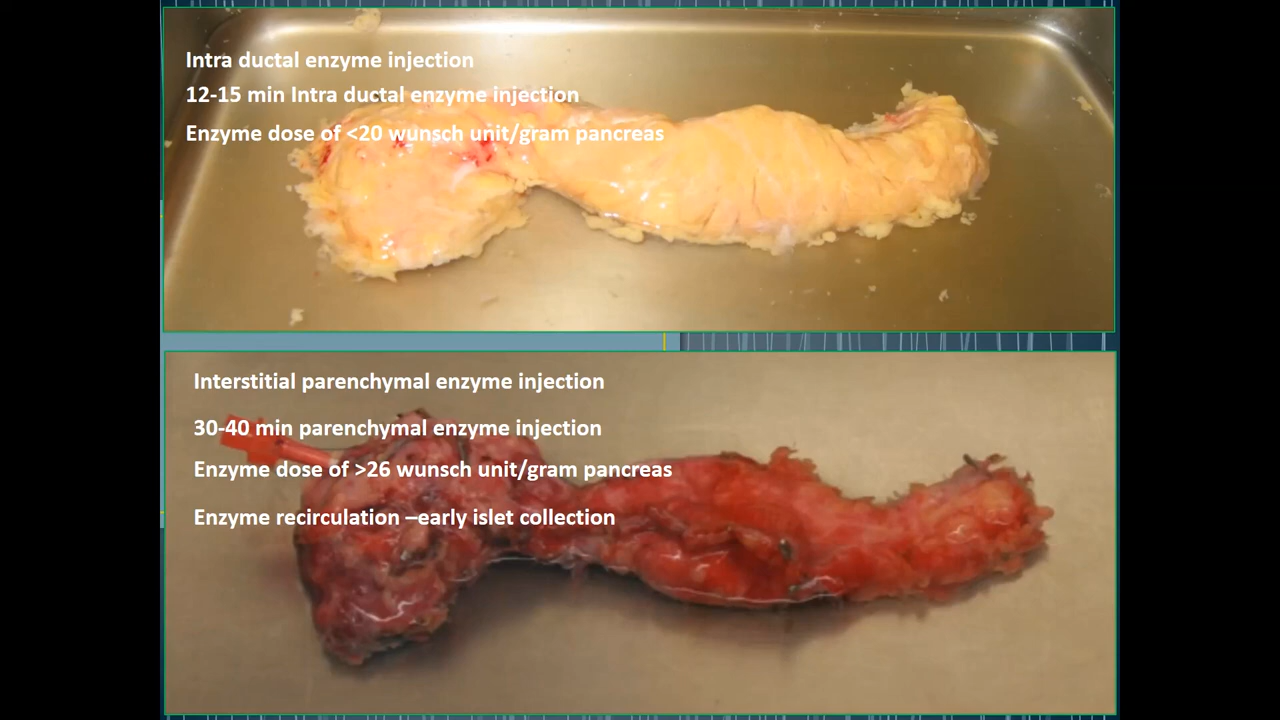 Intra ductal enzyme injection
12-15 min Intra ductal enzyme injection
Enzyme dose of <20 wunsch unit/gram pancreas
Interstitial parenchymal enzyme injection
30-40 min parenchymal enzyme injection
Enzyme dose of >26 wunsch unit/gram pancreas
Enzyme recirculation –early islet collection